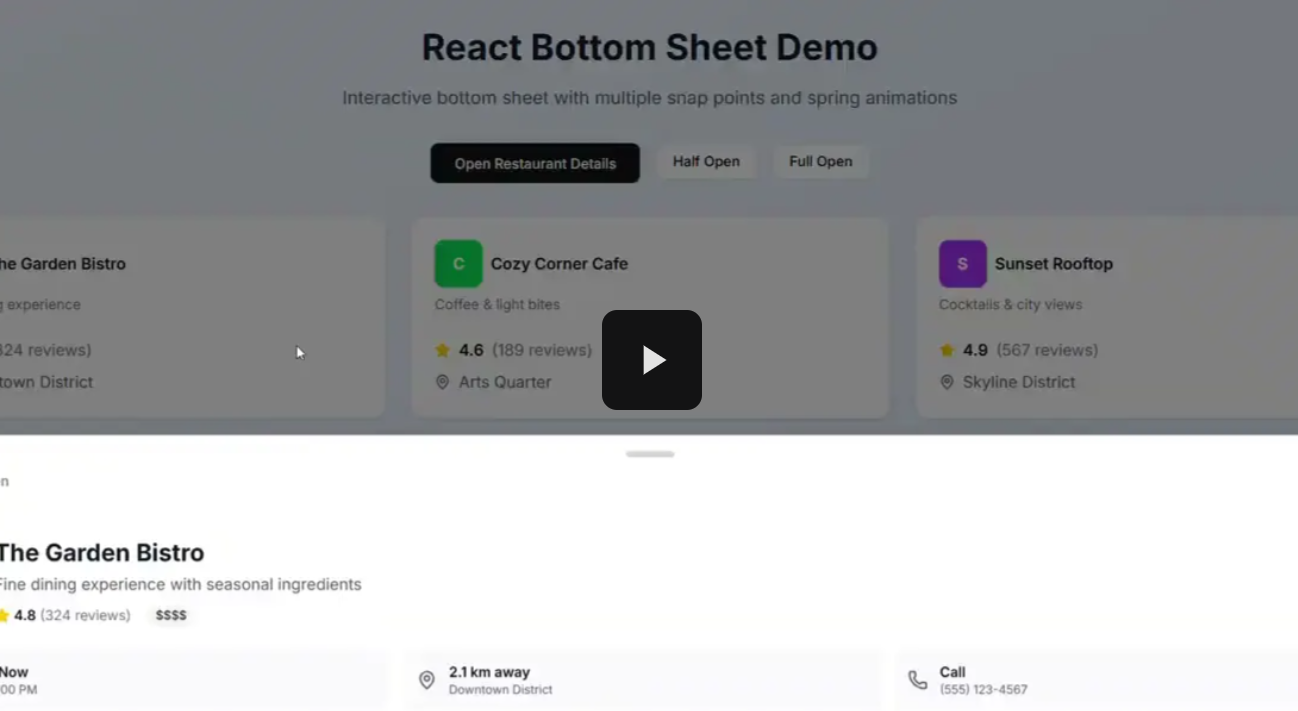 React Bottom Sheet Demo
Interactive bottom sheet with multiple snap points and spring animations
Open Restaurant Details
Half Open
Full Open
he Garden Bistro
g experience
324 reviews)
town District
C
Cozy Corner Cafe
Coffee & light bites
4.6 (189 reviews)
Arts Quarter
S
Sunset Rooftop
Cocktails & city views
4.9 (567 reviews)
Skyline District
n
The Garden Bistro
Fine dining experience with seasonal ingredients
4.8 (324 reviews) $$$$
Now
00 PM
2.1 km away
Downtown District
Call
(555) 123-4567